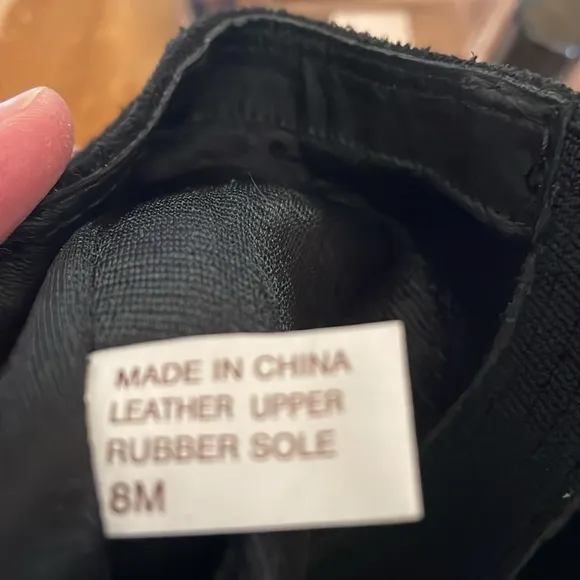 MADE IN CHINA
LEATHER UPPER
RUBBER SOLE
8M